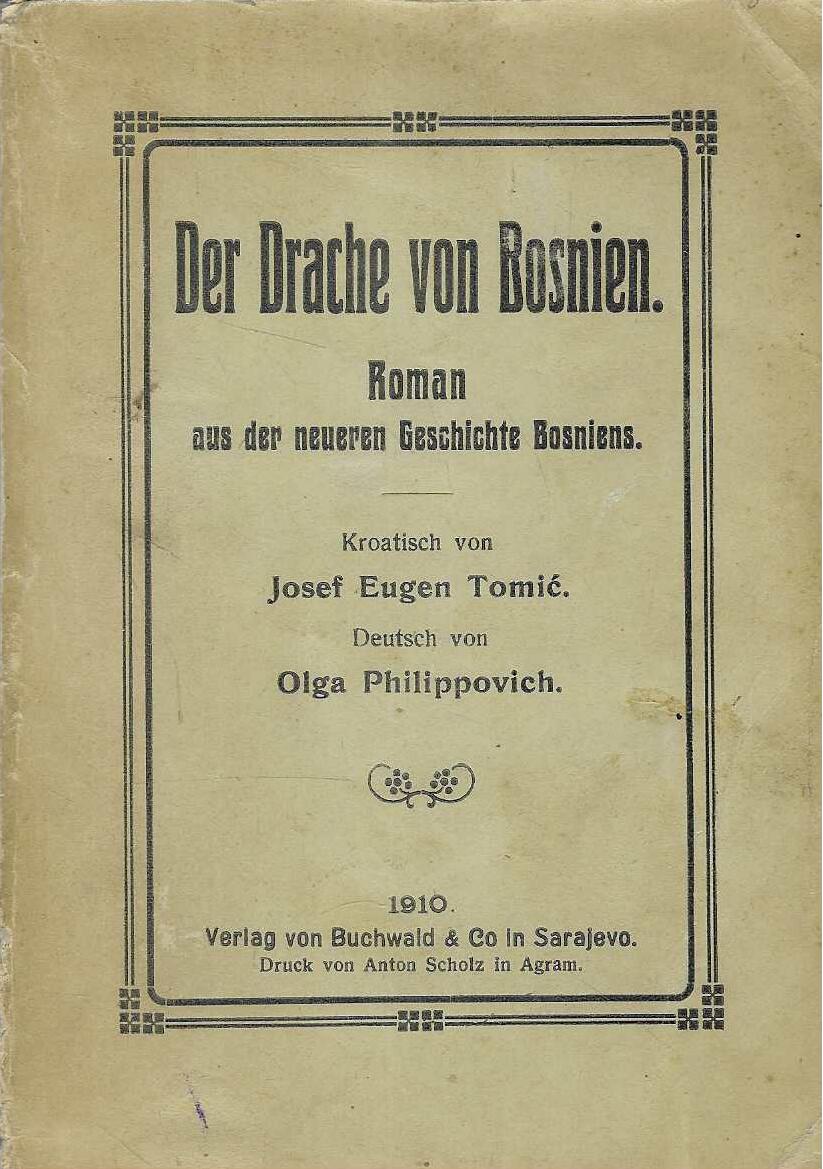 Der Drache von Bosnien.
Roman
aus der neueren Geschichte Bosniens.
Kroatisch von
Josef Eugen Tomić.
Deutsch von
Olga Philippovich.
1910.
Verlag von Buchwald & Co in Sarajevo.
Druck von Anton Scholz in Agram.